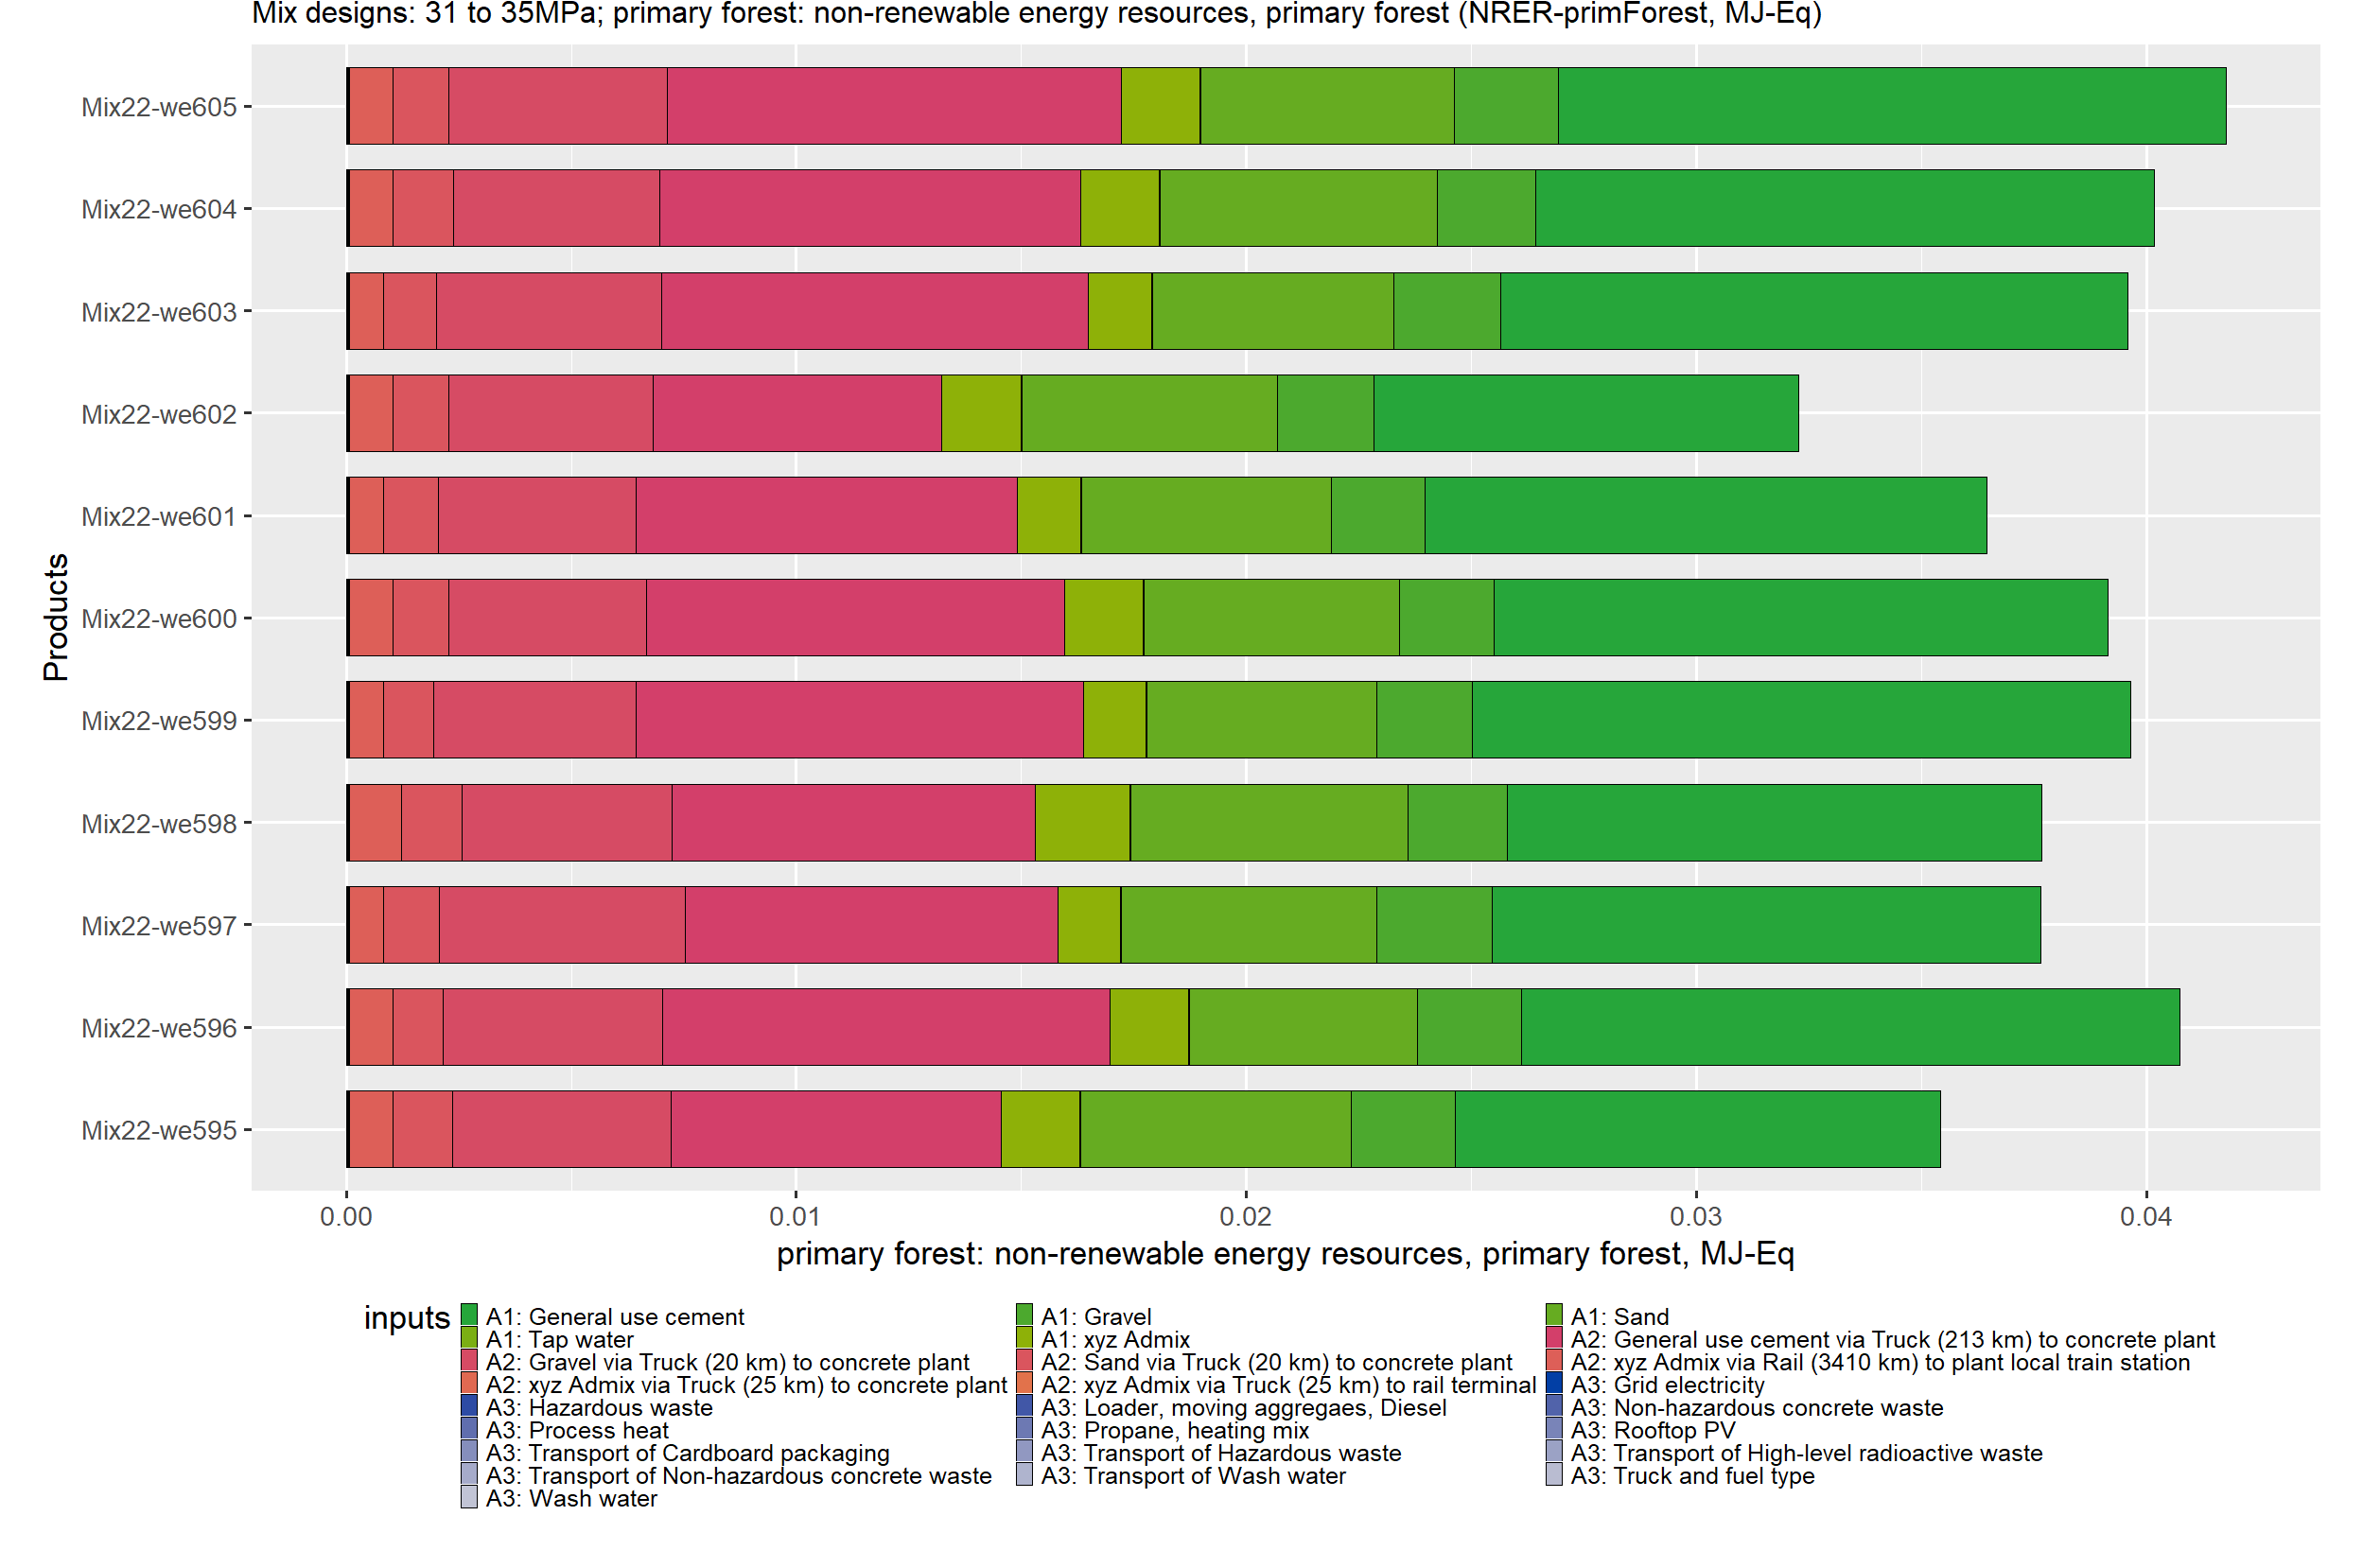 Mix designs: 31 to 35MPa; primary forest: non-renewable energy resources, primary forest (NRER-primForest, MJ-Eq)
Products
Mix22-we605
Mix22-we604
Mix22-we603
Mix22-we602
Mix22-we601
Mix22-we600
Mix22-we599
Mix22-we598
Mix22-we597
Mix22-we596
Mix22-we595
0.00 0.01 0.02 0.03 0.04
primary forest: non-renewable energy resources, primary forest, MJ-Eq
inputs
A1: General use cement A1: Gravel A1: Sand
A1: Tap water A1: xyz Admix A2: General use cement via Truck (213 km) to concrete plant
A2: Gravel via Truck (20 km) to concrete plant A2: Sand via Truck (20 km) to concrete plant A2: xyz Admix via Rail (3410 km) to plant local train station
A2: xyz Admix via Truck (25 km) to concrete plant A2: xyz Admix via Truck (25 km) to rail terminal A3: Grid electricity
A3: Hazardous waste A3: Loader, moving aggregaes, Diesel A3: Non-hazardous concrete waste
A3: Process heat A3: Propane, heating mix A3: Rooftop PV
A3: Transport of Cardboard packaging A3: Transport of Hazardous waste A3: Transport of High-level radioactive waste
A3: Transport of Non-hazardous concrete waste A3: Transport of Wash water A3: Truck and fuel type
A3: Wash water